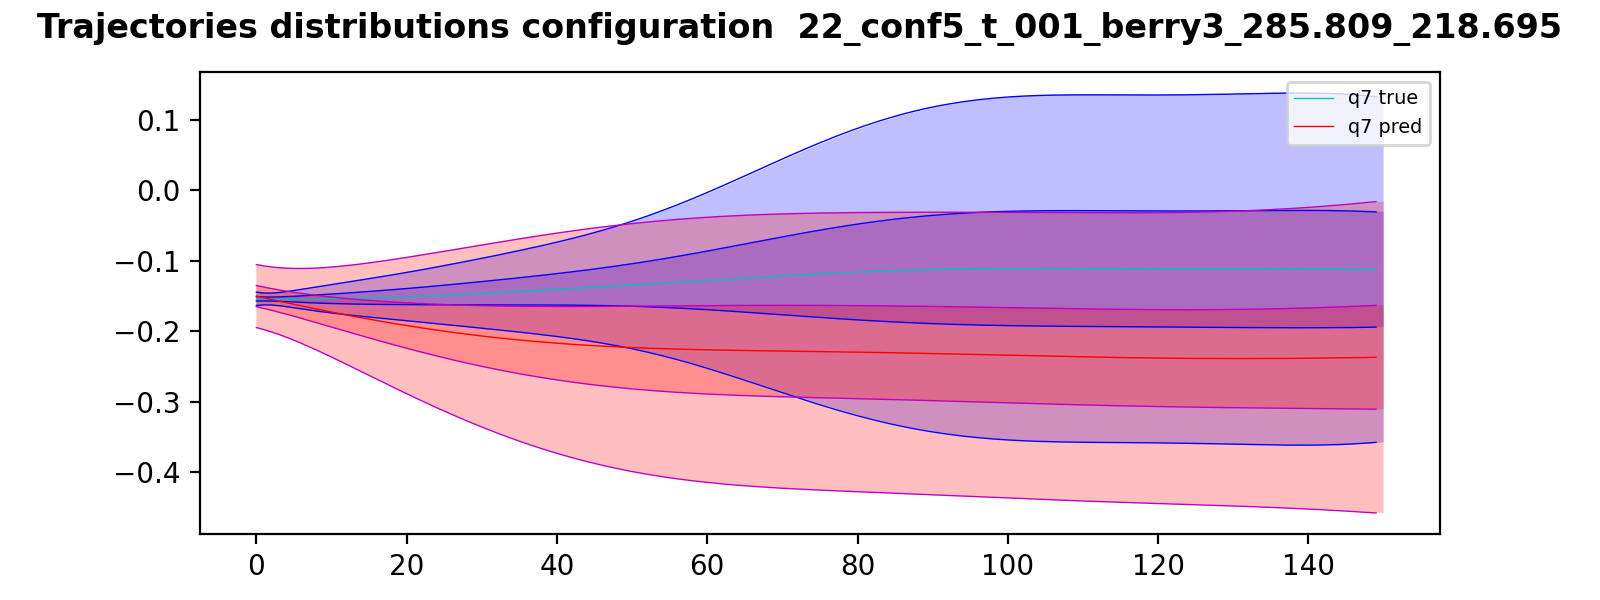 Trajectories distributions configuration  22_conf5_t_001_berry3_285.809_218.695
q7 true
q7 pred
0.1
0.0
−0.1
−0.2
−0.3
−0.4
0 20 40 60 80 100 120 140